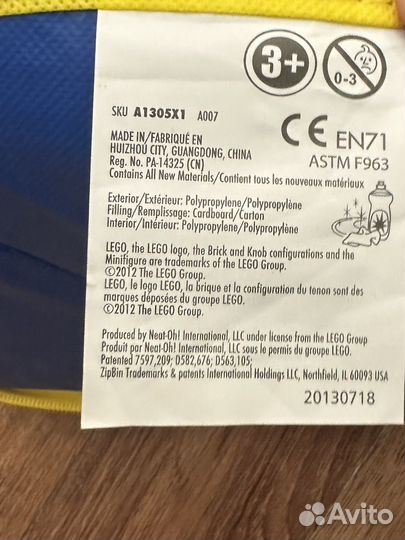 3+
0-3
SKU A1305X1 A007
MADE IN/FABRIQUÉ EN
HUIZHOU CITY, GUANGDONG, CHINA
Reg. No. PA-14325 (CN)
Contains All New Materials/Contient tous les nouveaux matériaux
CE EN71
ASTM F963
Exterior/Extérieur: Polypropylene/Polypropylène
Filling/Remplissage: Cardboard/Carton
Interior/Intérieur: Polypropylene/Polypropylène
LEGO, the LEGO logo, the Brick and Knob configurations and the
Minifigure are trademarks of the LEGO Group.
©2012 The LEGO Group.
LEGO, le logo LEGO, la brique et la configuration du tenon sont des
marques déposées du groupe LEGO.
©2012 The LEGO Group.
Produced by Neat-Oh! International, LLC under license from the LEGO Group
Produit par Neat-Oh! International, LLC sous le permis du groupe LEGO.
Patented 7597,209; D582,676; D563,105;
ZipBin Trademarks & patents International Holdings LLC, Northfield, IL 60093 USA
20130718
Avito